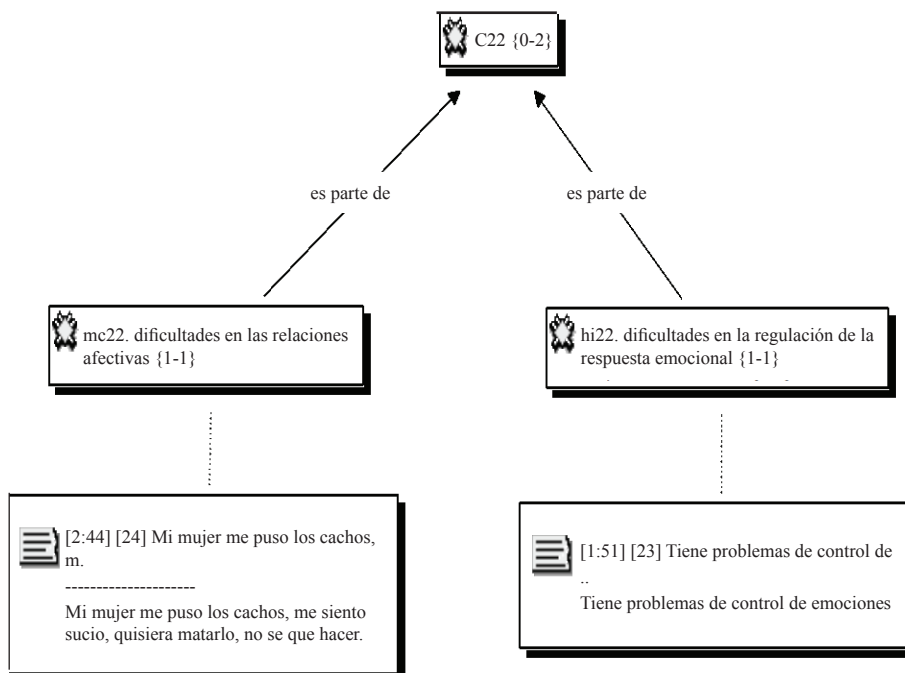 C22 {0-2}
es parte de
es parte de
mc22. dificultades en las relaciones
afectivas {1-1}
hi22. dificultades en la regulación de la
respuesta emocional {1-1}
[2:44] [24] Mi mujer me puso los cachos,
m.
--------------------
Mi mujer me puso los cachos, me siento
sucio, quisiera matarlo, no se que hacer.
[1:51] [23] Tiene problemas de control de
..
Tiene problemas de control de emociones